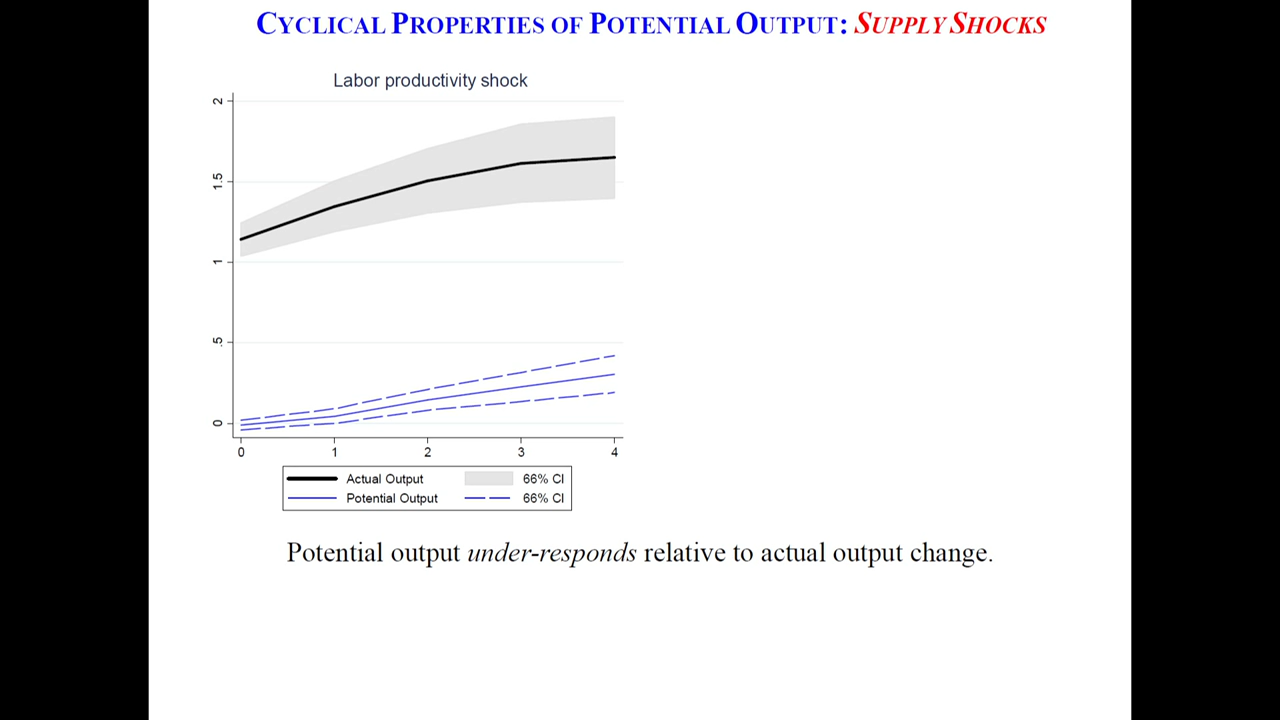 CYCLICAL PROPERTIES OF POTENTIAL OUTPUT: SUPPLY SHOCKS
Labor productivity shock
2
1.5
1
.5
0
0 1 2 3 4
Actual Output 66% CI
Potential Output 66% CI
Potential output under-responds relative to actual output change.